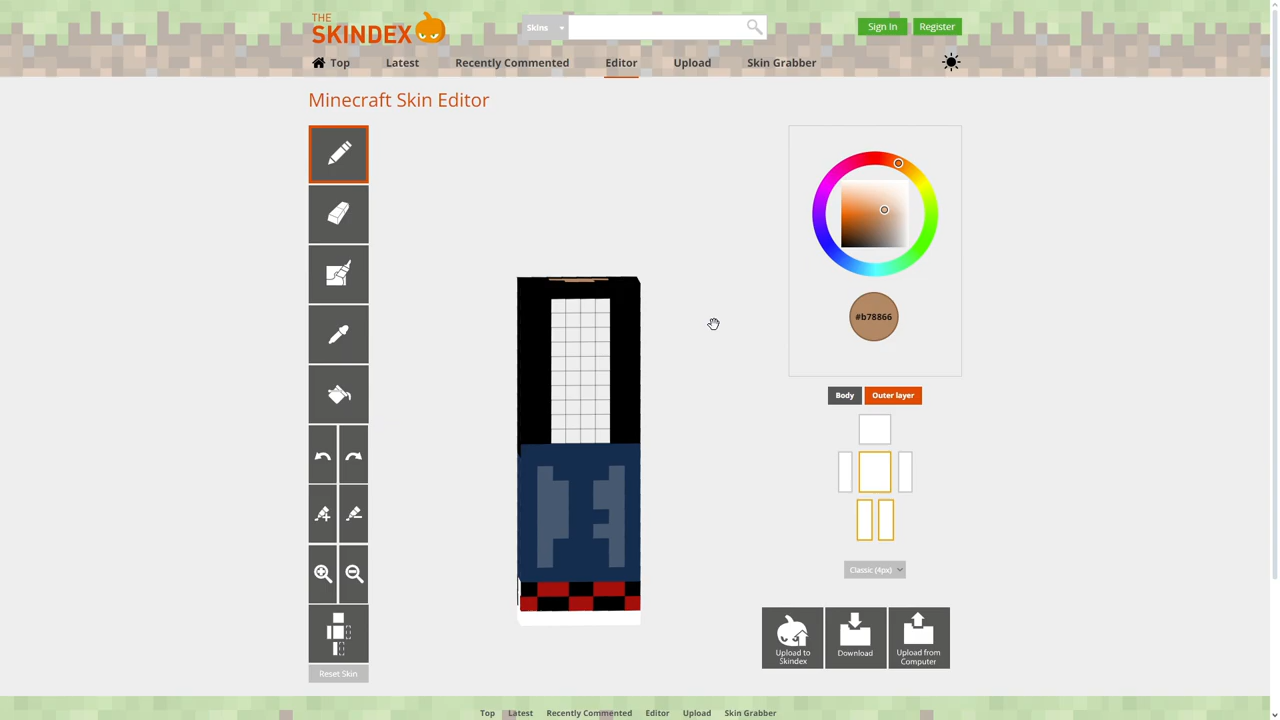 THE
SKINDEX
Skins
Sign In
Register
Top
Latest
Recently Commented
Editor
Upload
Skin Grabber
Minecraft Skin Editor
#b78866
Body
Outer layer
Classic (4px)
Upload to
Skindex
Download
Upload from
Computer
Reset Skin
Top
Latest
Recently Commented
Editor
Upload
Skin Grabber